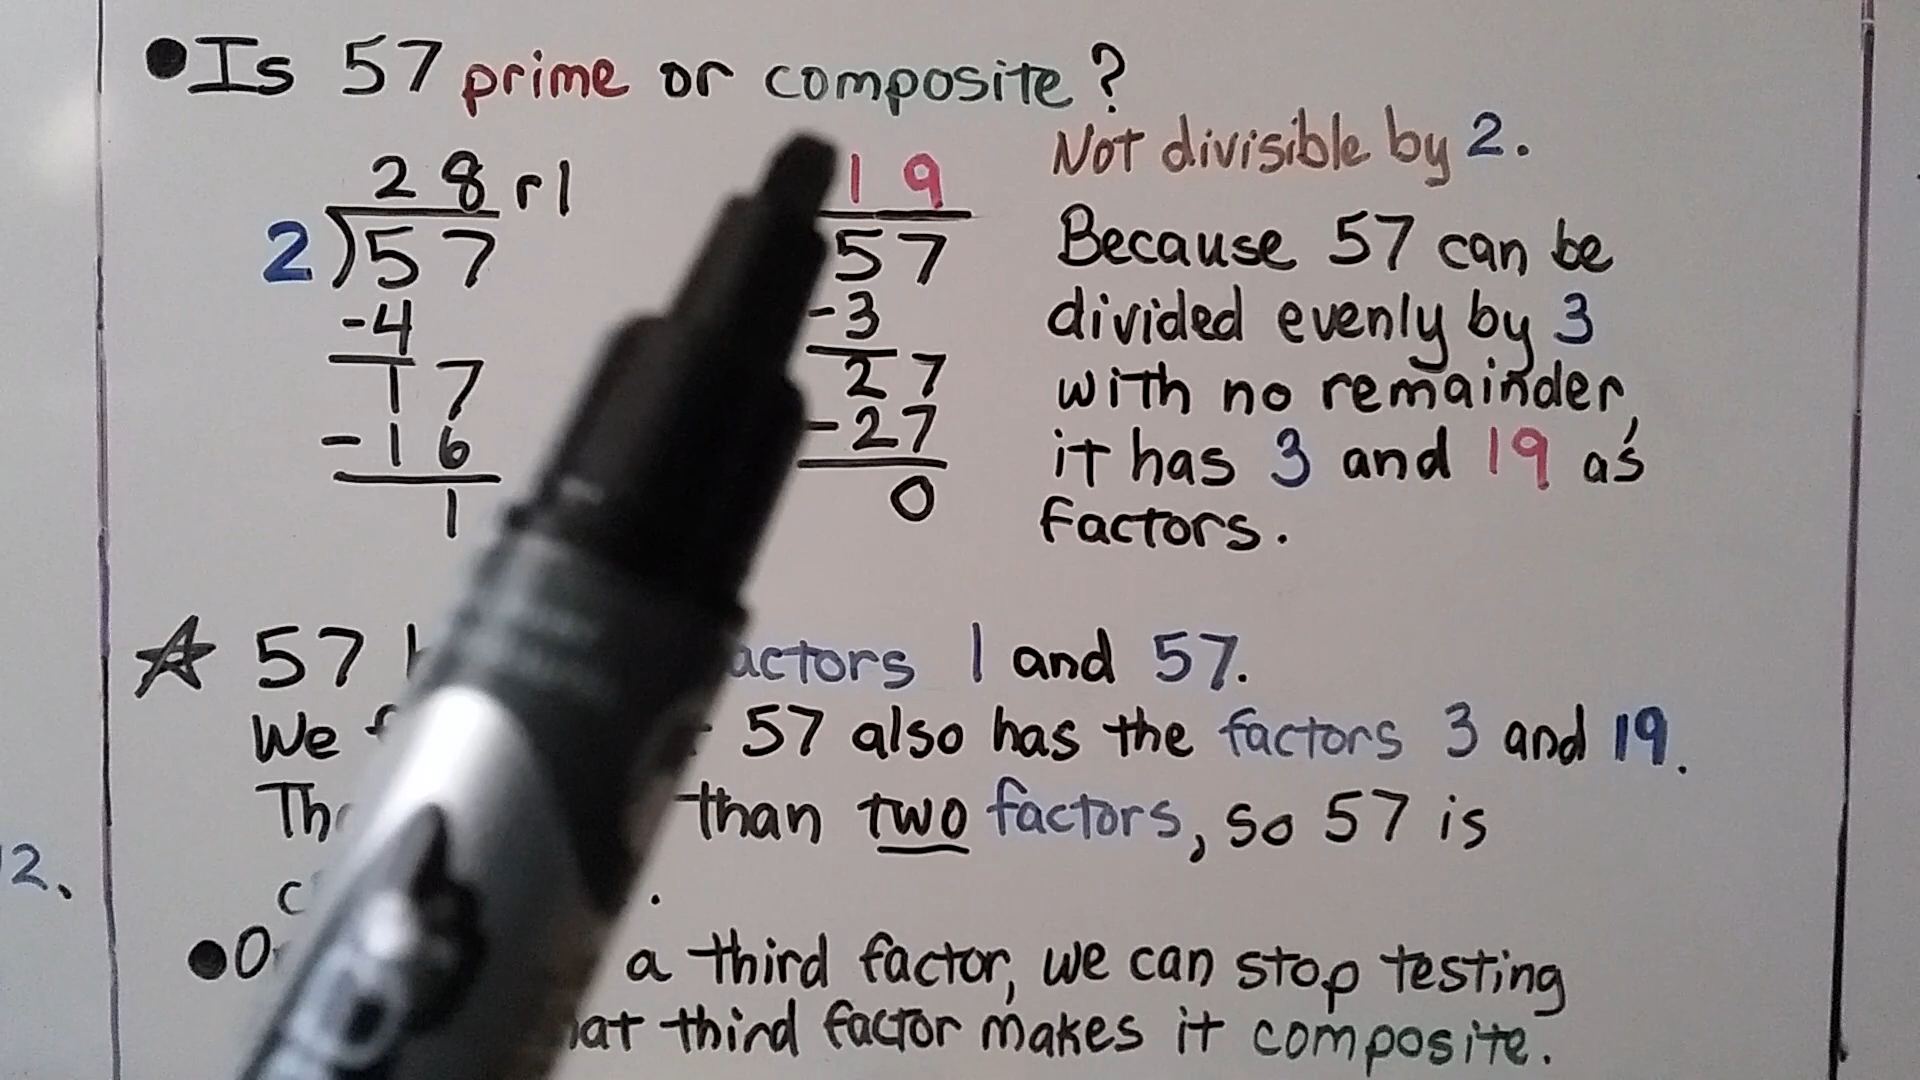 Is 57 prime or composite?
28 r1
2)57
-4
17
-16
1
19
57
-3
27
-27
0
Not divisible by 2.
Because 57 can be
divided evenly by 3
with no remainder,
it has 3 and 19 as
factors.
57 actors 1 and 57.
We 57 also has the factors 3 and 19.
than two factors, so 57 is
.
a third factor, we can stop testing
third factor makes it composite.
2.